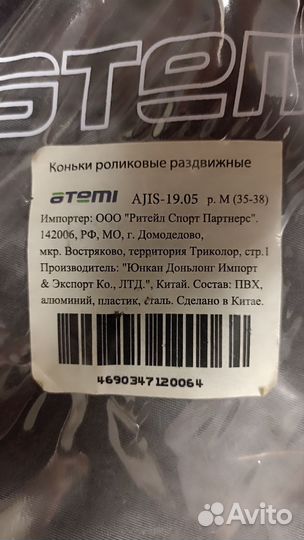 atemi
Коньки роликовые раздвижные
atemi AJIS-19.05 р. M (35-38)
Импортер: ООО "Ритейл Спорт Партнерс".
142006, РФ, МО, г. Домодедово,
мкр. Востряково, территория Триколор, стр.1
Производитель: "Юнкан Доньлонг Импорт
& Экспорт Ко., ЛТД.", Китай. Состав: ПВХ,
алюминий, пластик, сталь. Сделано в Китае.
4690347120064
Avito